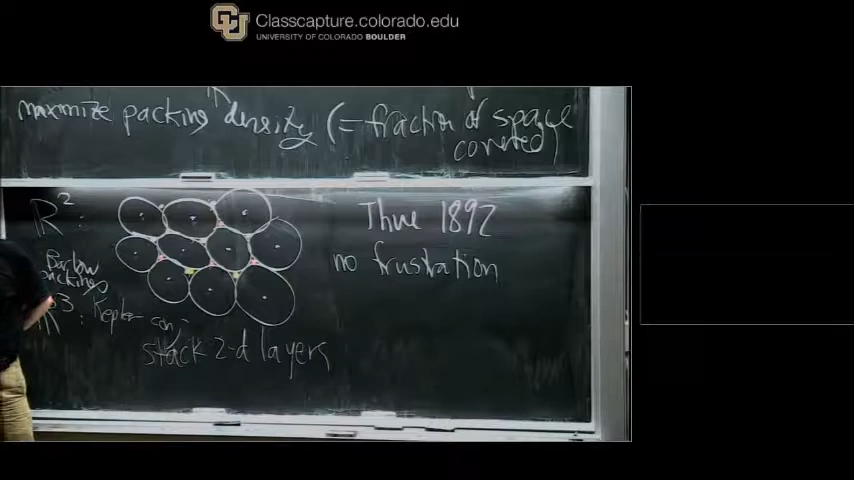 Classcapture.colorado.edu
UNIVERSITY OF COLORADO BOULDER
maximize packing density (= fraction of space
covered)
R² :
Thue 1892
no frustation
Barlow
packings
R3 : Kepler conj.
stack 2-d layers